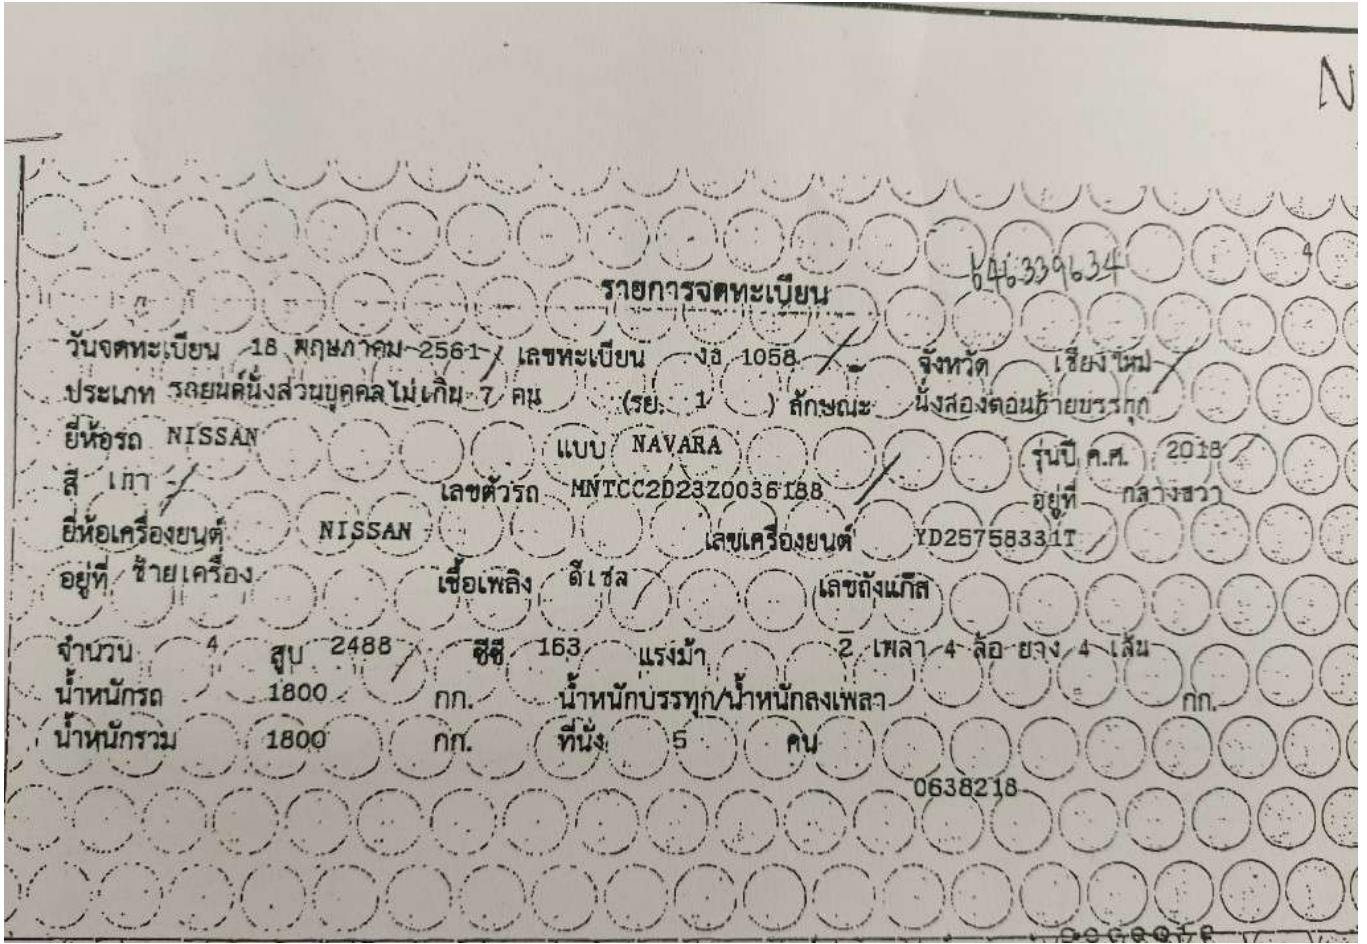 N
646339634
4
รายการจดทะเบียน
วันจดทะเบียน 18 พฤษภาคม 2561 เลขทะเบียน 1058 จังหวัด เชียงใหม่
ประเภท รถยนต์นั่งส่วนบุคคลไม่เกิน 7 คน (รย. 1 ) ลักษณะ นั่งสองตอนท้ายบรรทุก
ยี่ห้อรถ NISSAN แบบ NAVARA รุ่นปี ค.ศ. 2018
สี เทา เลขตัวรถ MNTCC2D23Z0036188 อยู่ที่ กลางขวา
ยี่ห้อเครื่องยนต์ NISSAN เลขเครื่องยนต์ YD25758331T
อยู่ที่ ซ้ายเครื่อง เชื้อเพลิง ดีเซล เลขถังแก๊ส
จำนวน 4 สูบ 2488 ซีซี 163 แรงม้า 2 เพลา 4 ล้อ ยาง 4 เส้น
น้ำหนักรถ 1800 กก. น้ำหนักบรรทุก/น้ำหนักลงเพลา กก.
น้ำหนักรวม 1800 กก. ที่นั่ง 5 คน
0638218